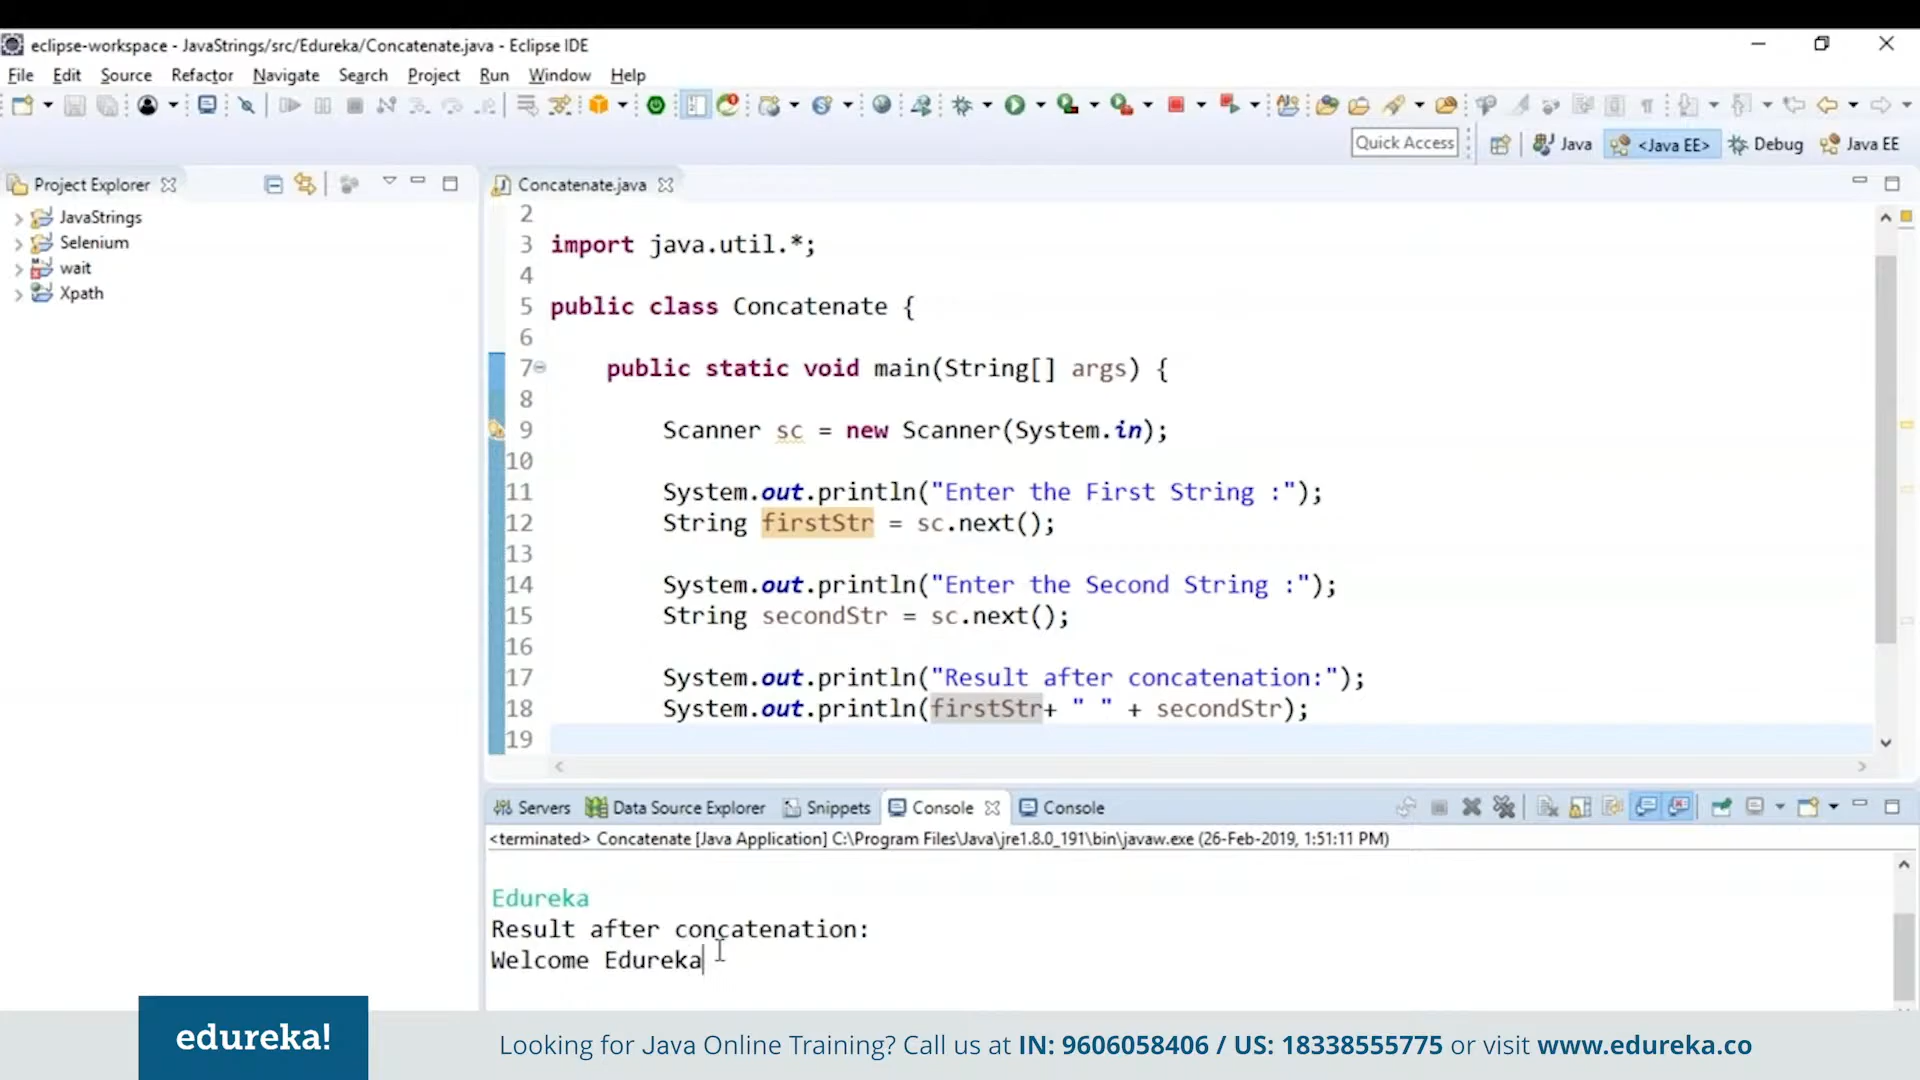 eclipse-workspace - JavaStrings/src/Edureka/Concatenate.java - Eclipse IDE
File Edit Source Refactor Navigate Search Project Run Window Help
Quick Access Java <Java EE> Debug Java EE
Project Explorer
JavaStrings
Selenium
wait
Xpath
Concatenate.java
2
3 import java.util.*;
4
5 public class Concatenate {
6
7 public static void main(String[] args) {
8
9 Scanner sc = new Scanner(System.in);
10
11 System.out.println("Enter the First String :");
12 String firstStr = sc.next();
13
14 System.out.println("Enter the Second String :");
15 String secondStr = sc.next();
16
17 System.out.println("Result after concatenation:");
18 System.out.println(firstStr+ " " + secondStr);
19
Servers Data Source Explorer Snippets Console Console
<terminated> Concatenate [Java Application] C:\Program Files\Java\jre1.8.0_191\bin\javaw.exe (26-Feb-2019, 1:51:11 PM)
Edureka
Result after concatenation:
Welcome Edureka
edureka!
Looking for Java Online Training? Call us at IN: 9606058406 / US: 18338555775 or visit www.edureka.co